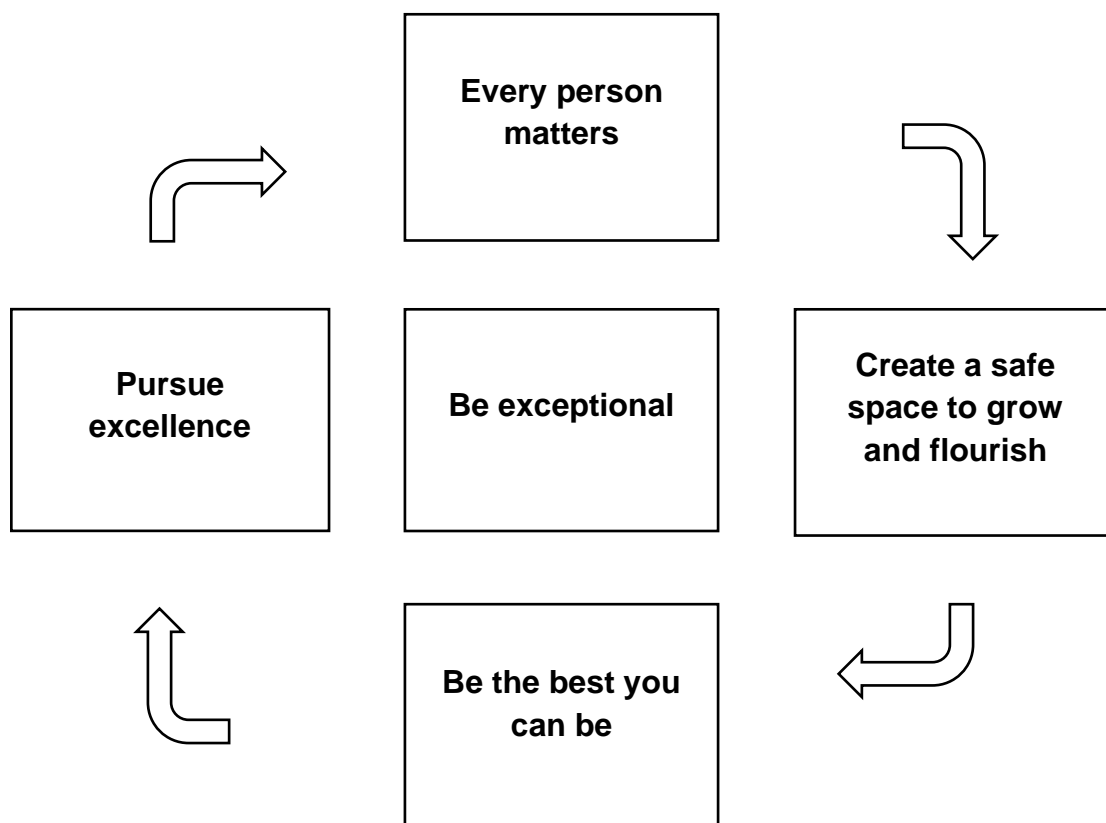 Every person
matters
Pursue
excellence
Be exceptional
Create a safe
space to grow
and flourish
Be the best you
can be